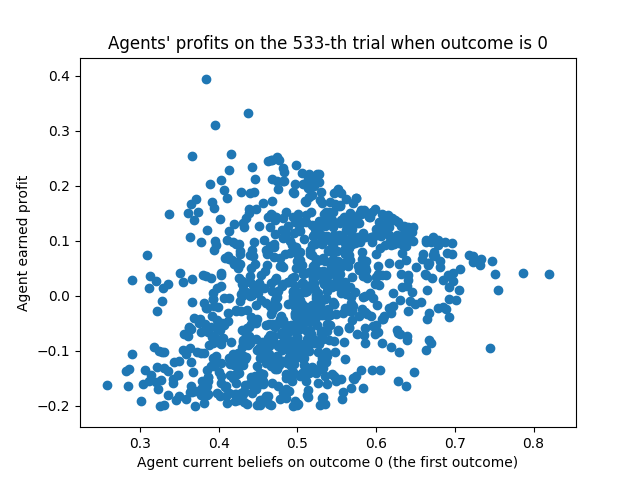 Agents' profits on the 533-th trial when outcome is 0
Agent earned profit
0.4
0.3
0.2
0.1
0.0
−0.1
−0.2
0.3 0.4 0.5 0.6 0.7 0.8
Agent current beliefs on outcome 0 (the first outcome)